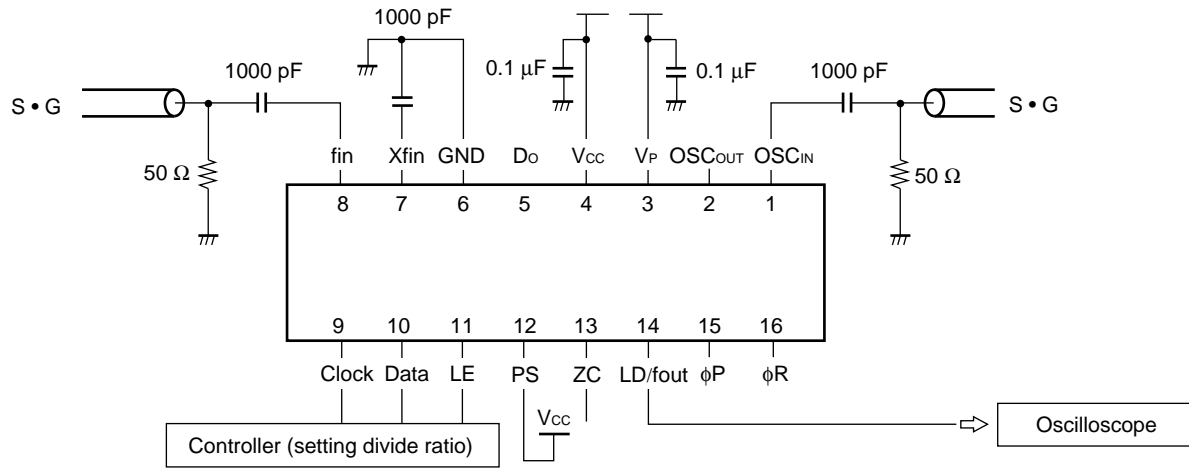 1000 pF
1000 pF
0.1 µF
0.1 µF
1000 pF
S • G
S • G
50 Ω
50 Ω
fin Xfin GND DO VCC VP OSCOUT OSCIN
8 7 6 5 4 3 2 1
9 10 11 12 13 14 15 16
Clock Data LE PS ZC LD/fout ϕP ϕR
VCC
Controller (setting divide ratio)
Oscilloscope